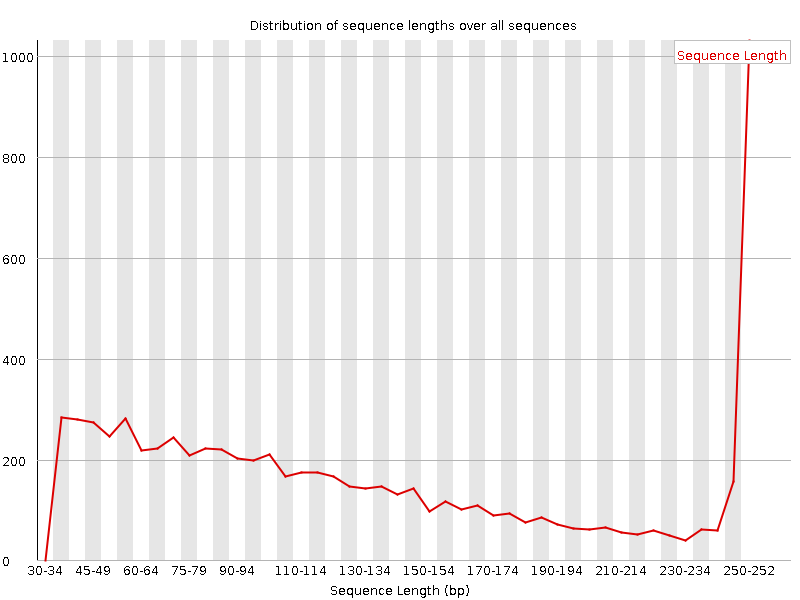 Distribution of sequence lengths over all sequences
Sequence Length
1000
800
600
400
200
0
30-34 45-49 60-64 75-79 90-94 110-114 130-134 150-154 170-174 190-194 210-214 230-234 250-252
Sequence Length (bp)